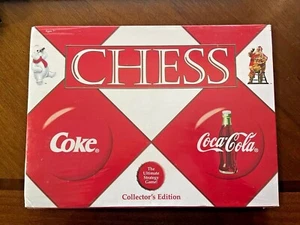 CHESS
Coke®
Coca-Cola®
The
Ultimate
Strategy
Game!
Collector's Edition